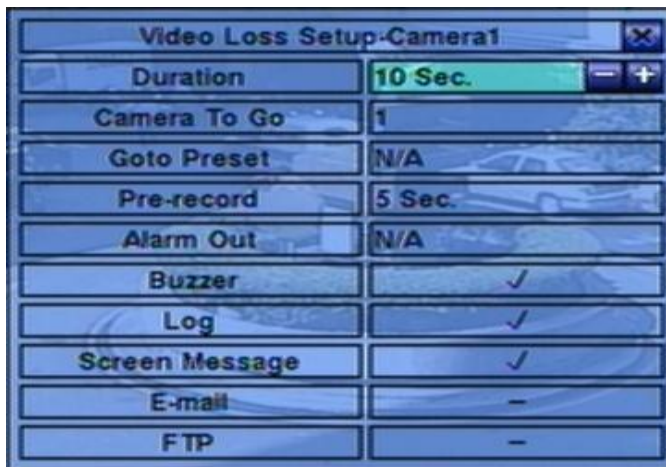 Video Loss Setup-Camera1
Duration 10 Sec.
Camera To Go 1
Goto Preset N/A
Pre-record 5 Sec.
Alarm Out N/A
Buzzer ✓
Log ✓
Screen Message ✓
E-mail –
FTP –